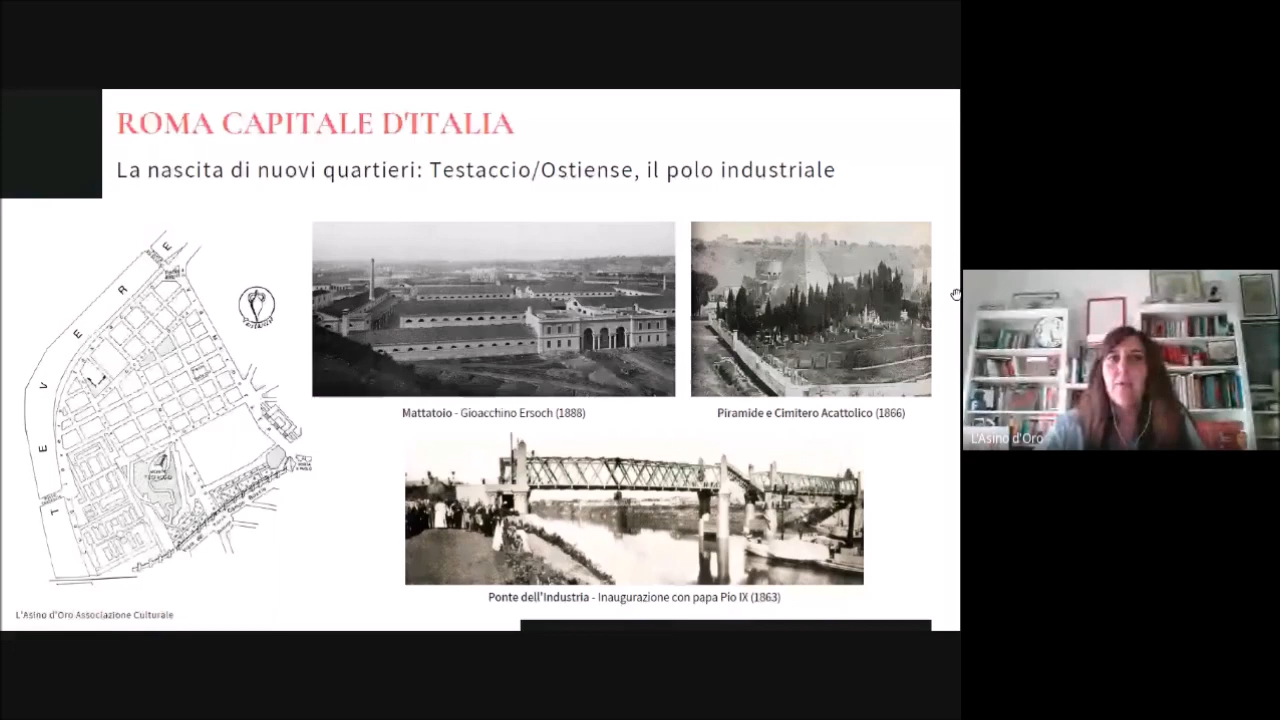 ROMA CAPITALE D'ITALIA
La nascita di nuovi quartieri: Testaccio/Ostiense, il polo industriale
T E V E R E
Mattatoio - Gioacchino Ersoch (1888)
Piramide e Cimitero Acattolico (1866)
L'Asino d'Oro
Ponte dell'Industria - Inaugurazione con papa Pio IX (1863)
L'Asino d'Oro Associazione Culturale